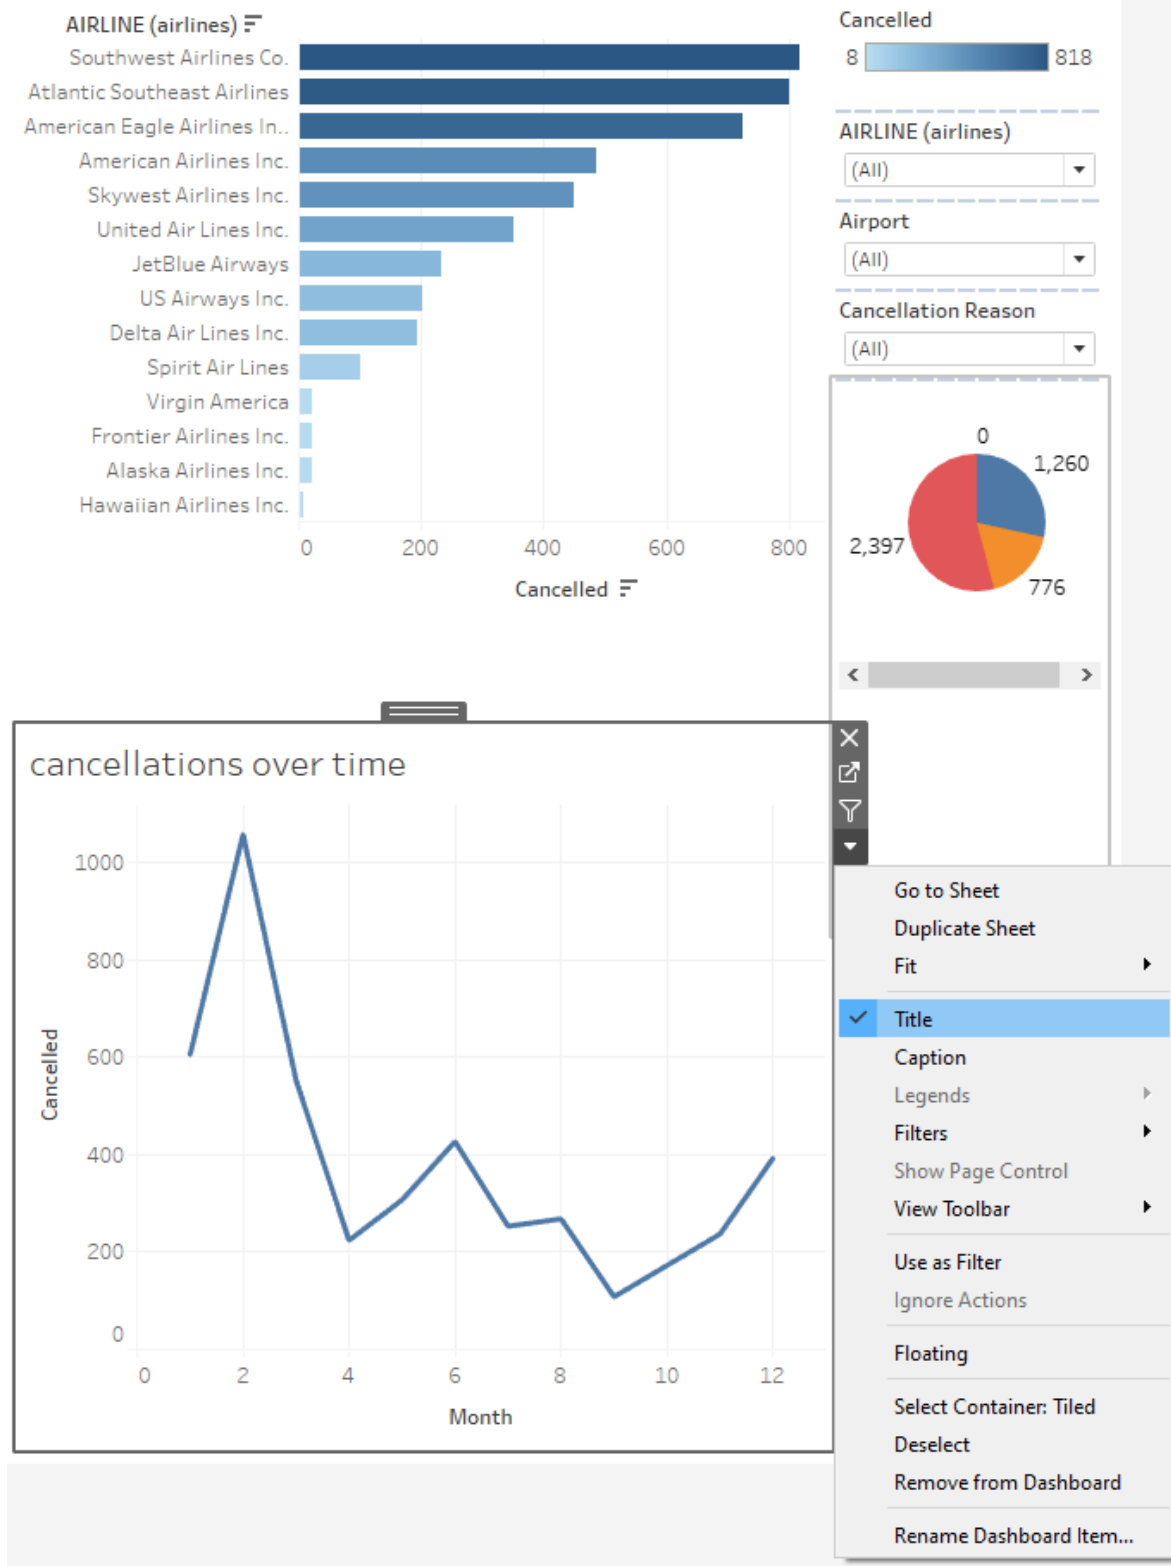 AIRLINE (airlines)
Southwest Airlines Co.
Atlantic Southeast Airlines
American Eagle Airlines In..
American Airlines Inc.
Skywest Airlines Inc.
United Air Lines Inc.
JetBlue Airways
US Airways Inc.
Delta Air Lines Inc.
Spirit Air Lines
Virgin America
Frontier Airlines Inc.
Alaska Airlines Inc.
Hawaiian Airlines Inc.
0 200 400 600 800
Cancelled
Cancelled
8 818
AIRLINE (airlines)
(All)
Airport
(All)
Cancellation Reason
(All)
0
1,260
2,397
776
cancellations over time
1000
800
600
400
200
0
Cancelled
0 2 4 6 8 10 12
Month
Go to Sheet
Duplicate Sheet
Fit
Title
Caption
Legends
Filters
Show Page Control
View Toolbar
Use as Filter
Ignore Actions
Floating
Select Container: Tiled
Deselect
Remove from Dashboard
Rename Dashboard Item...